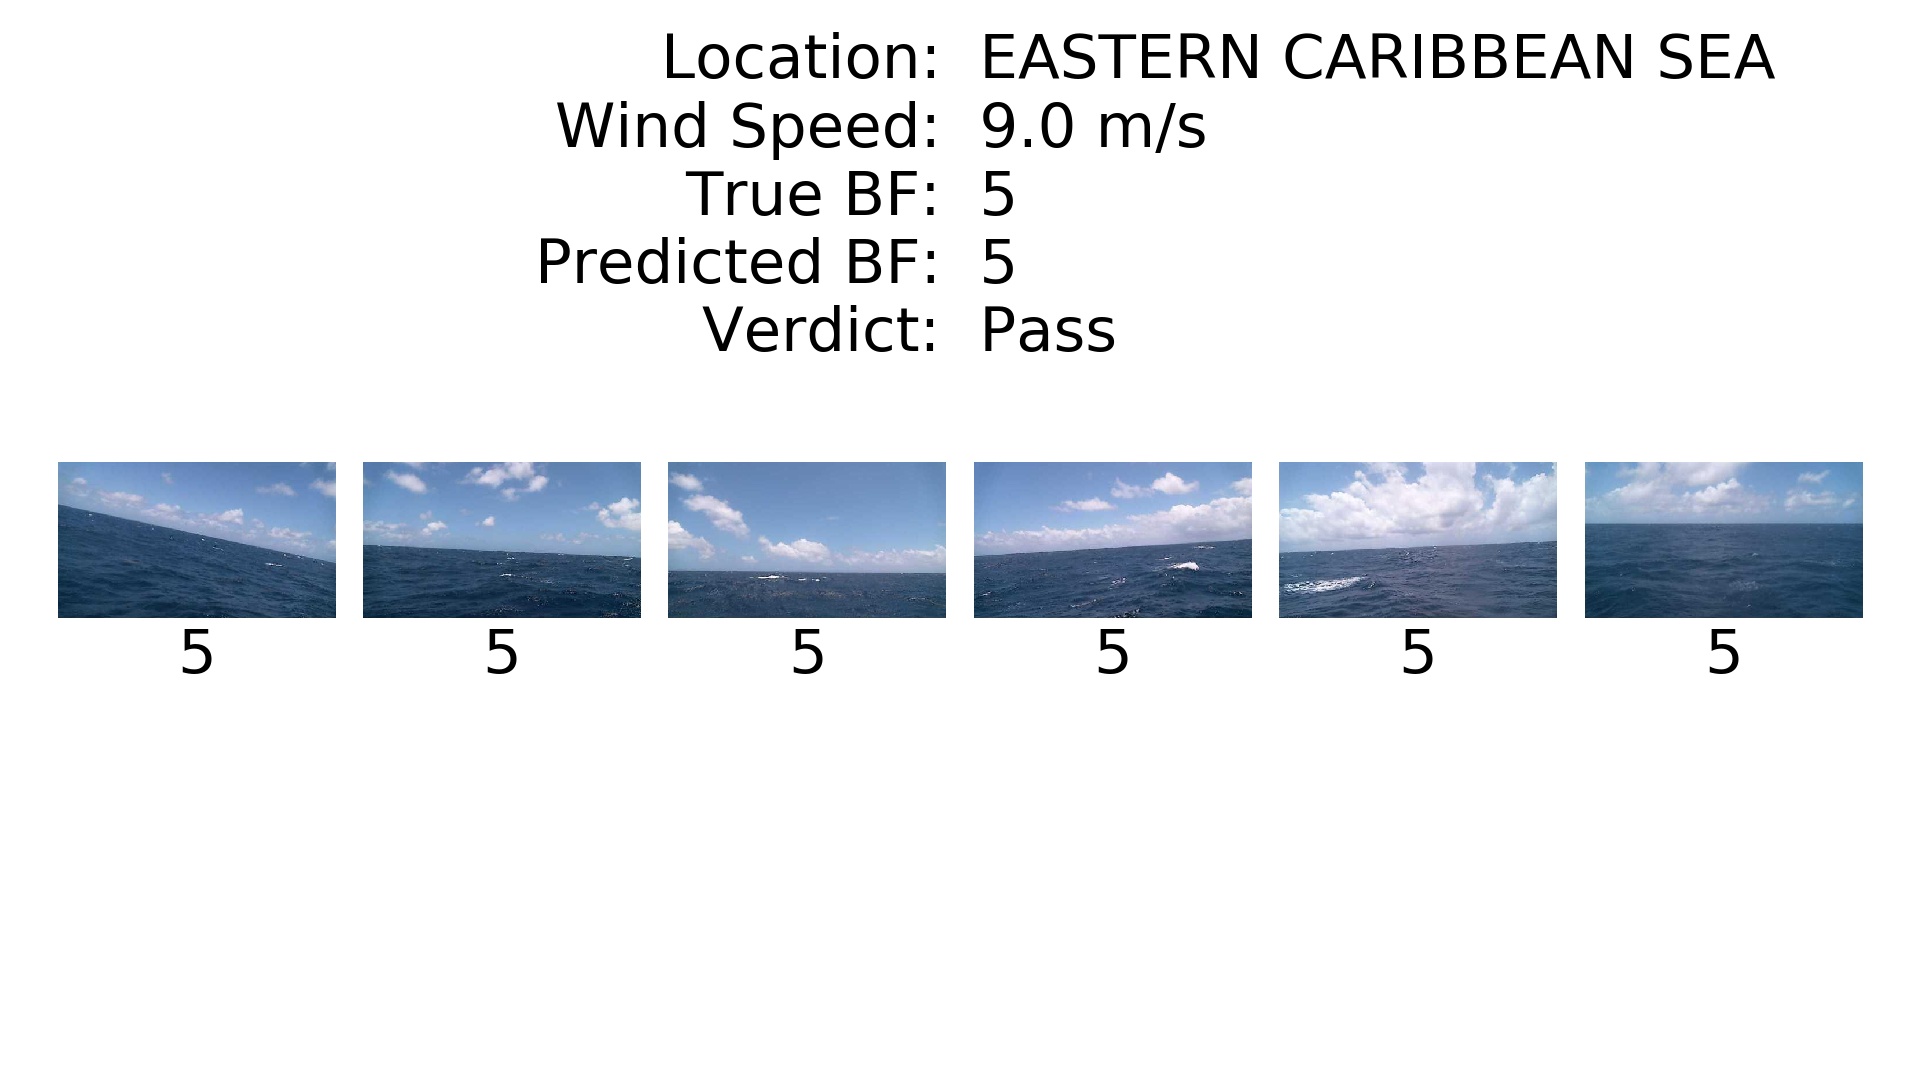 Location: EASTERN CARIBBEAN SEA
Wind Speed: 9.0 m/s
True BF: 5
Predicted BF: 5
Verdict: Pass
5 5 5 5 5 5